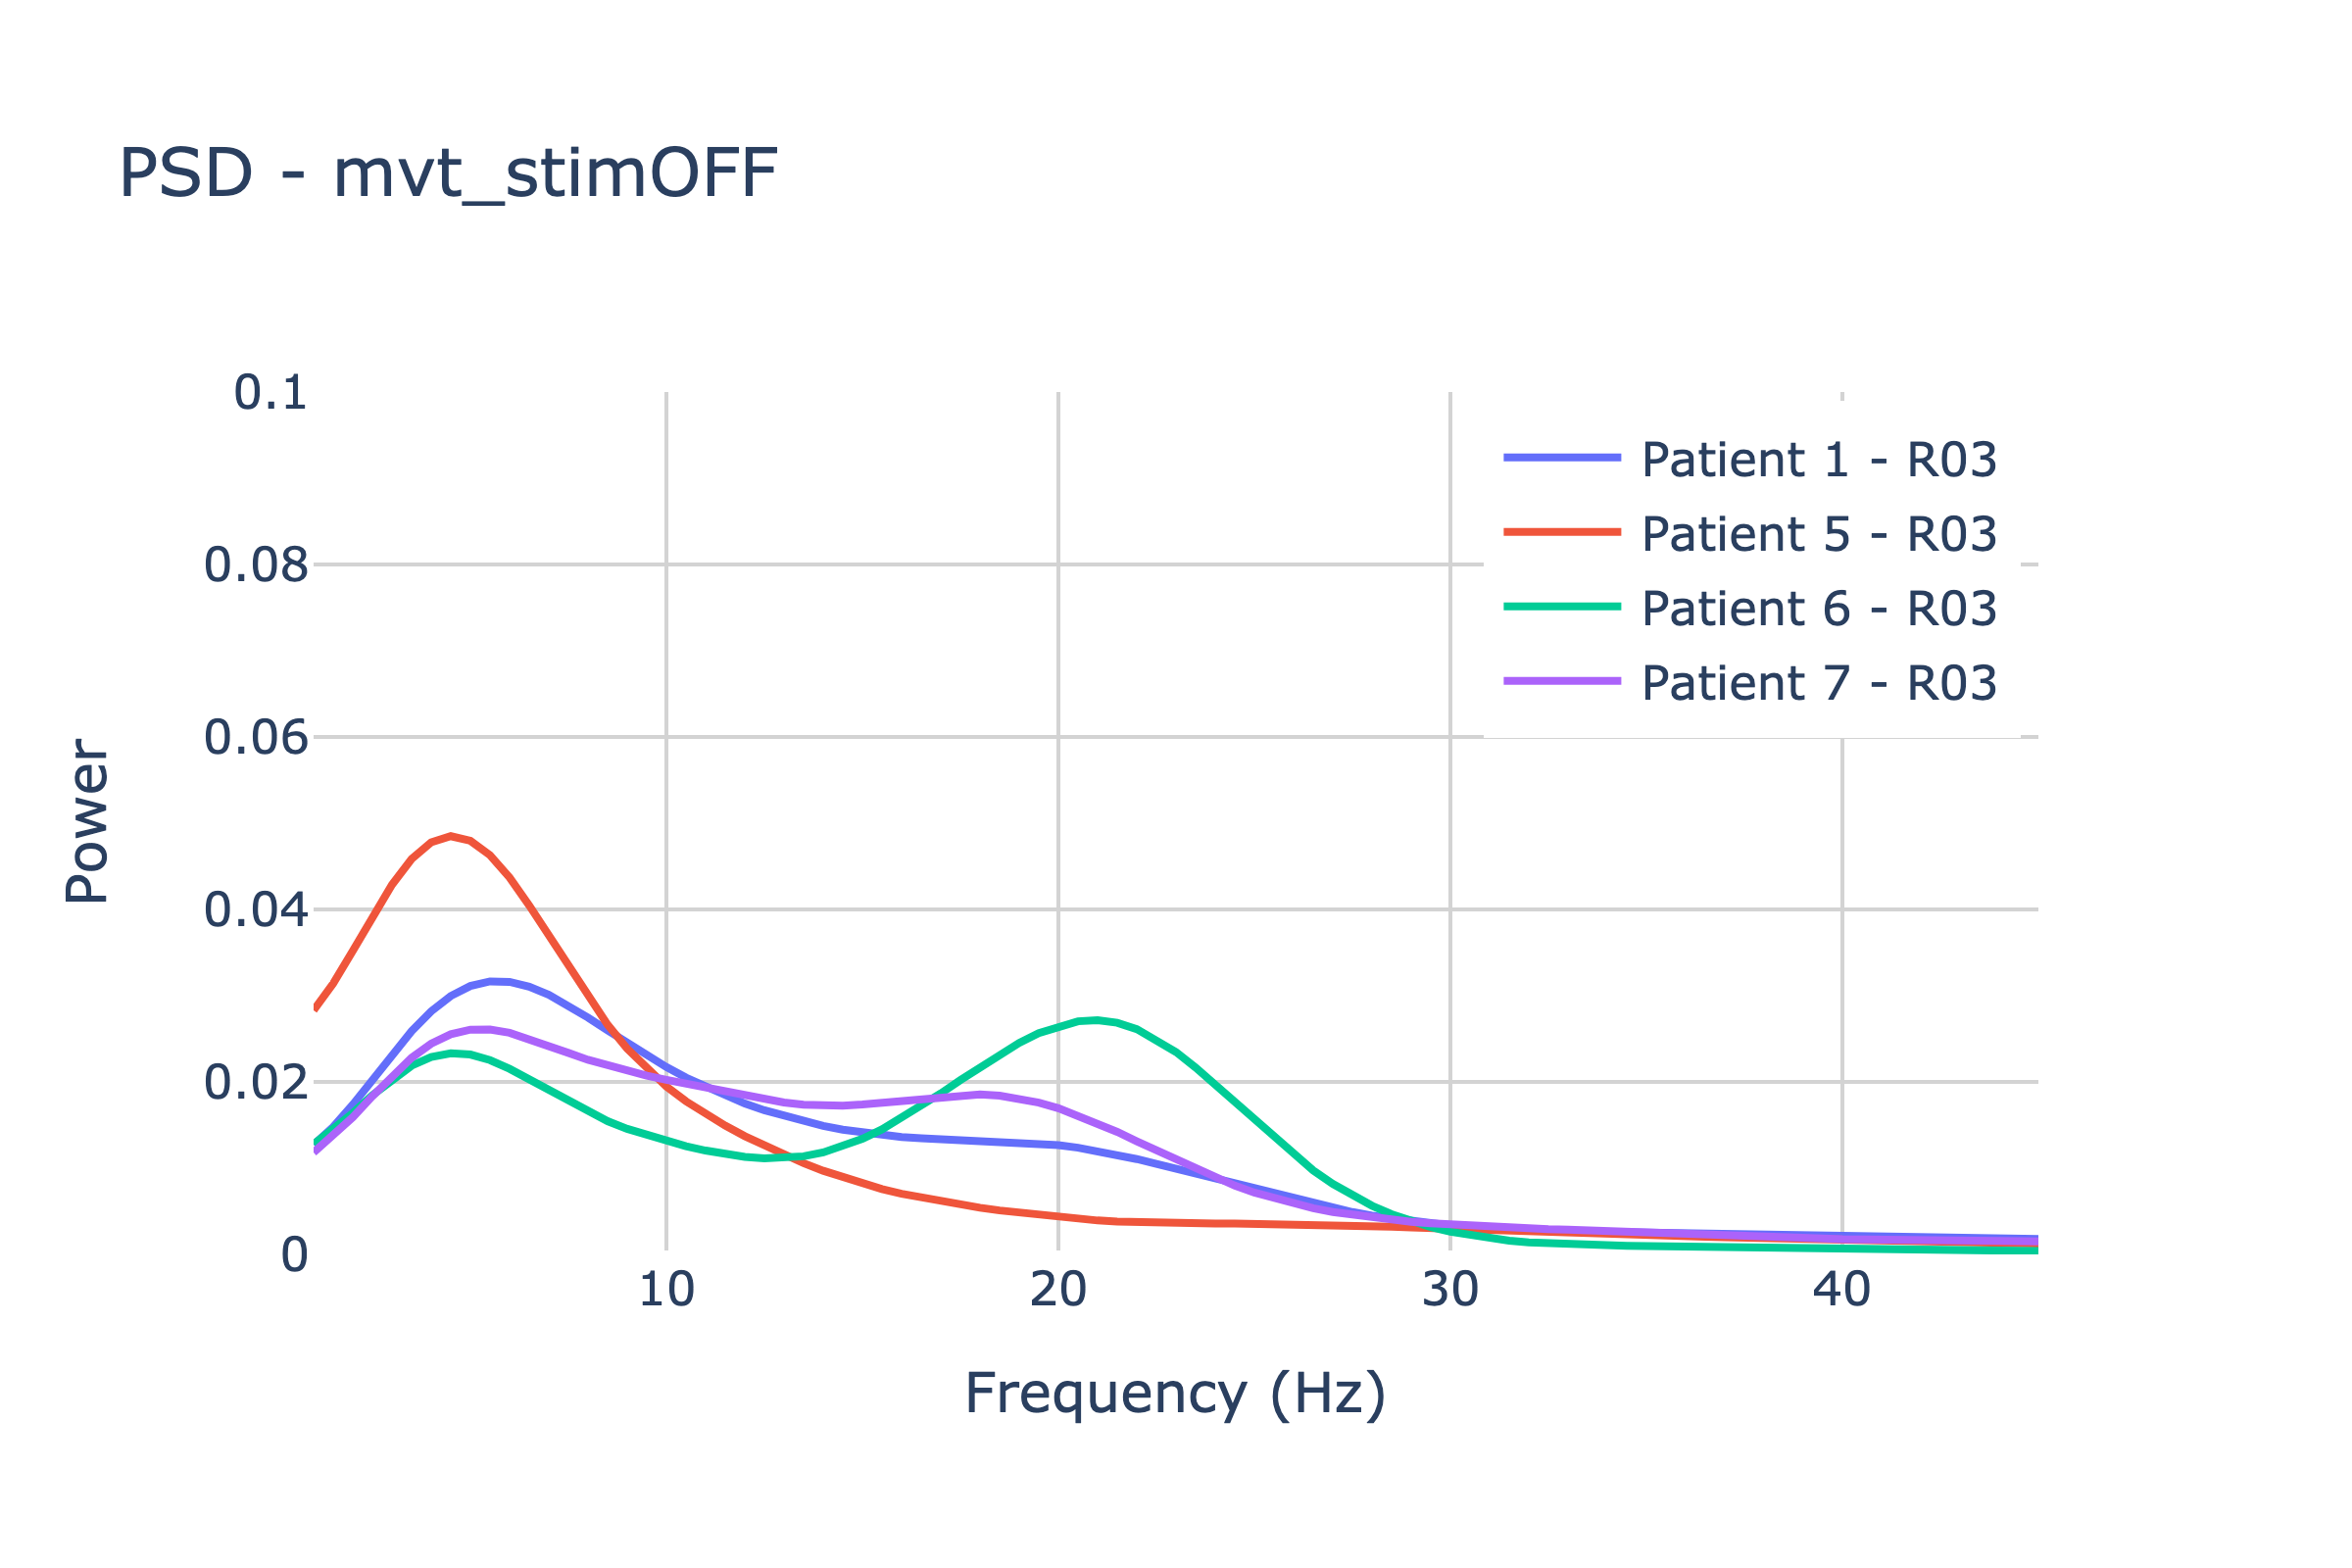 PSD - mvt_stimOFF
0.1
0.08
0.06
0.04
0.02
0
Power
10 20 30 40
Frequency (Hz)
Patient 1 - R03
Patient 5 - R03
Patient 6 - R03
Patient 7 - R03